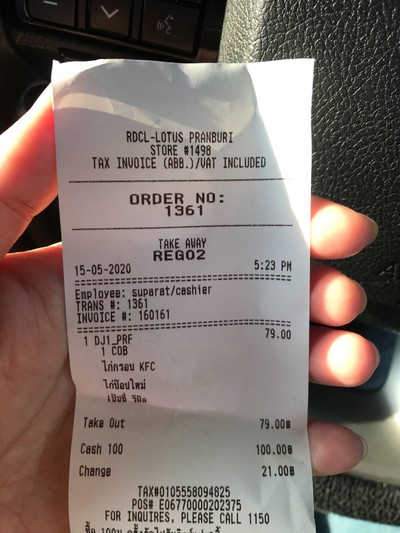 RDCL-LOTUS PRANBURI
STORE #1498
TAX INVOICE (ABB.)/VAT INCLUDED
ORDER NO:
1361
TAKE AWAY
REG02
15-05-2020 5:23 PM
Employee: suparat/cashier
TRANS #: 1361
INVOICE #: 160161
1 DJ1_PRF 79.00
1 COB
ไก่กรอบ KFC
ไก่ป๊อปใหม่
Take Out 79.00฿
Cash 100 100.00฿
Change 21.00฿
TAX#0105558094825
POS# E06770000202375
FOR INQUIRES, PLEASE CALL 1150